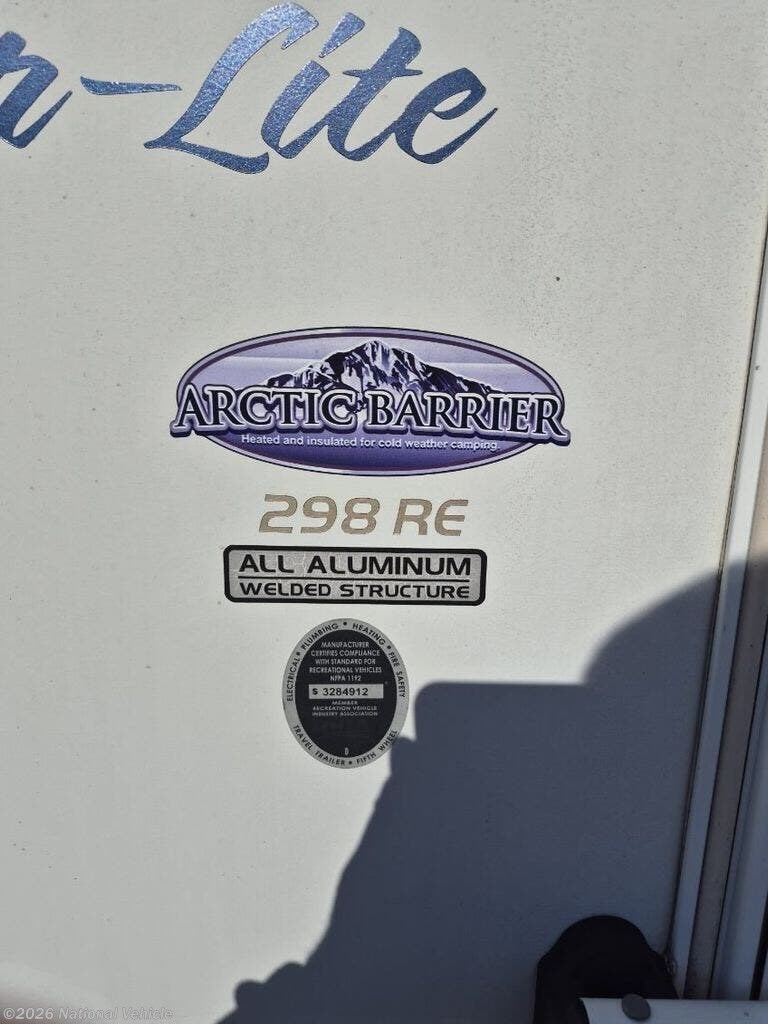 n-Lite
ARCTIC BARRIER
Heated and insulated for cold weather camping.
298 RE
ALL ALUMINUM
WELDED STRUCTURE
ELECTRICAL • PLUMBING • HEATING • FIRE SAFETY
MANUFACTURER
CERTIFIES COMPLIANCE
WITH STANDARD FOR
RECREATIONAL VEHICLES
NFPA 1192
S 3284912
MEMBER
RECREATION VEHICLE
INDUSTRY ASSOCIATION
D
TRAVEL TRAILER • FIFTH WHEEL
©2026 National Vehicle